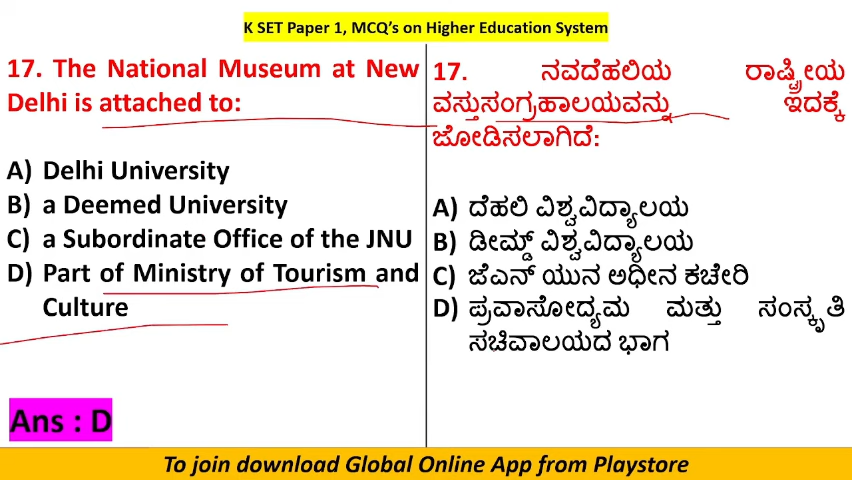 K SET Paper 1, MCQ's on Higher Education System
17. The National Museum at New
Delhi is attached to:
A) Delhi University
B) a Deemed University
C) a Subordinate Office of the JNU
D) Part of Ministry of Tourism and
Culture
Ans : D
17. ನವದೆಹಲಿಯ ರಾಷ್ಟ್ರೀಯ
ವಸ್ತುಸಂಗ್ರಹಾಲಯವನ್ನು ಇದಕ್ಕೆ
ಜೋಡಿಸಲಾಗಿದೆ:
A) ದೆಹಲಿ ವಿಶ್ವವಿದ್ಯಾಲಯ
B) ಡೀಮ್ಡ್ ವಿಶ್ವವಿದ್ಯಾಲಯ
C) ಜೆಎನ್ ಯುನ ಅಧೀನ ಕಚೇರಿ
D) ಪ್ರವಾಸೋದ್ಯಮ ಮತ್ತು ಸಂಸ್ಕೃತಿ
ಸಚಿವಾಲಯದ ಭಾಗ
To join download Global Online App from Playstore